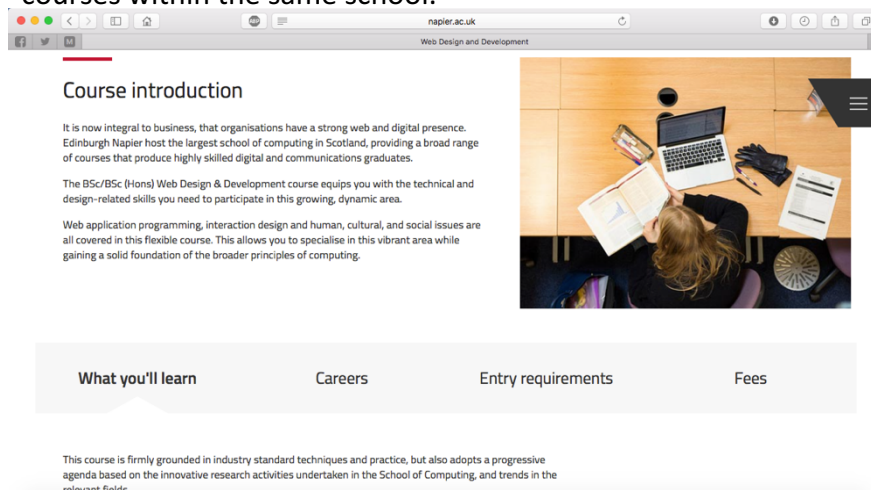 courses within the same school.
napier.ac.uk
Web Design and Development
Course introduction
It is now integral to business, that organisations have a strong web and digital presence.
Edinburgh Napier host the largest school of computing in Scotland, providing a broad range
of courses that produce highly skilled digital and communications graduates.
The BSc/BSc (Hons) Web Design & Development course equips you with the technical and
design-related skills you need to participate in this growing, dynamic area.
Web application programming, interaction design and human, cultural, and social issues are
all covered in this flexible course. This allows you to specialise in this vibrant area while
gaining a solid foundation of the broader principles of computing.
What you'll learn
Careers
Entry requirements
Fees
This course is firmly grounded in industry standard techniques and practice, but also adopts a progressive
agenda based on the innovative research activities undertaken in the School of Computing, and trends in the
relevant fields